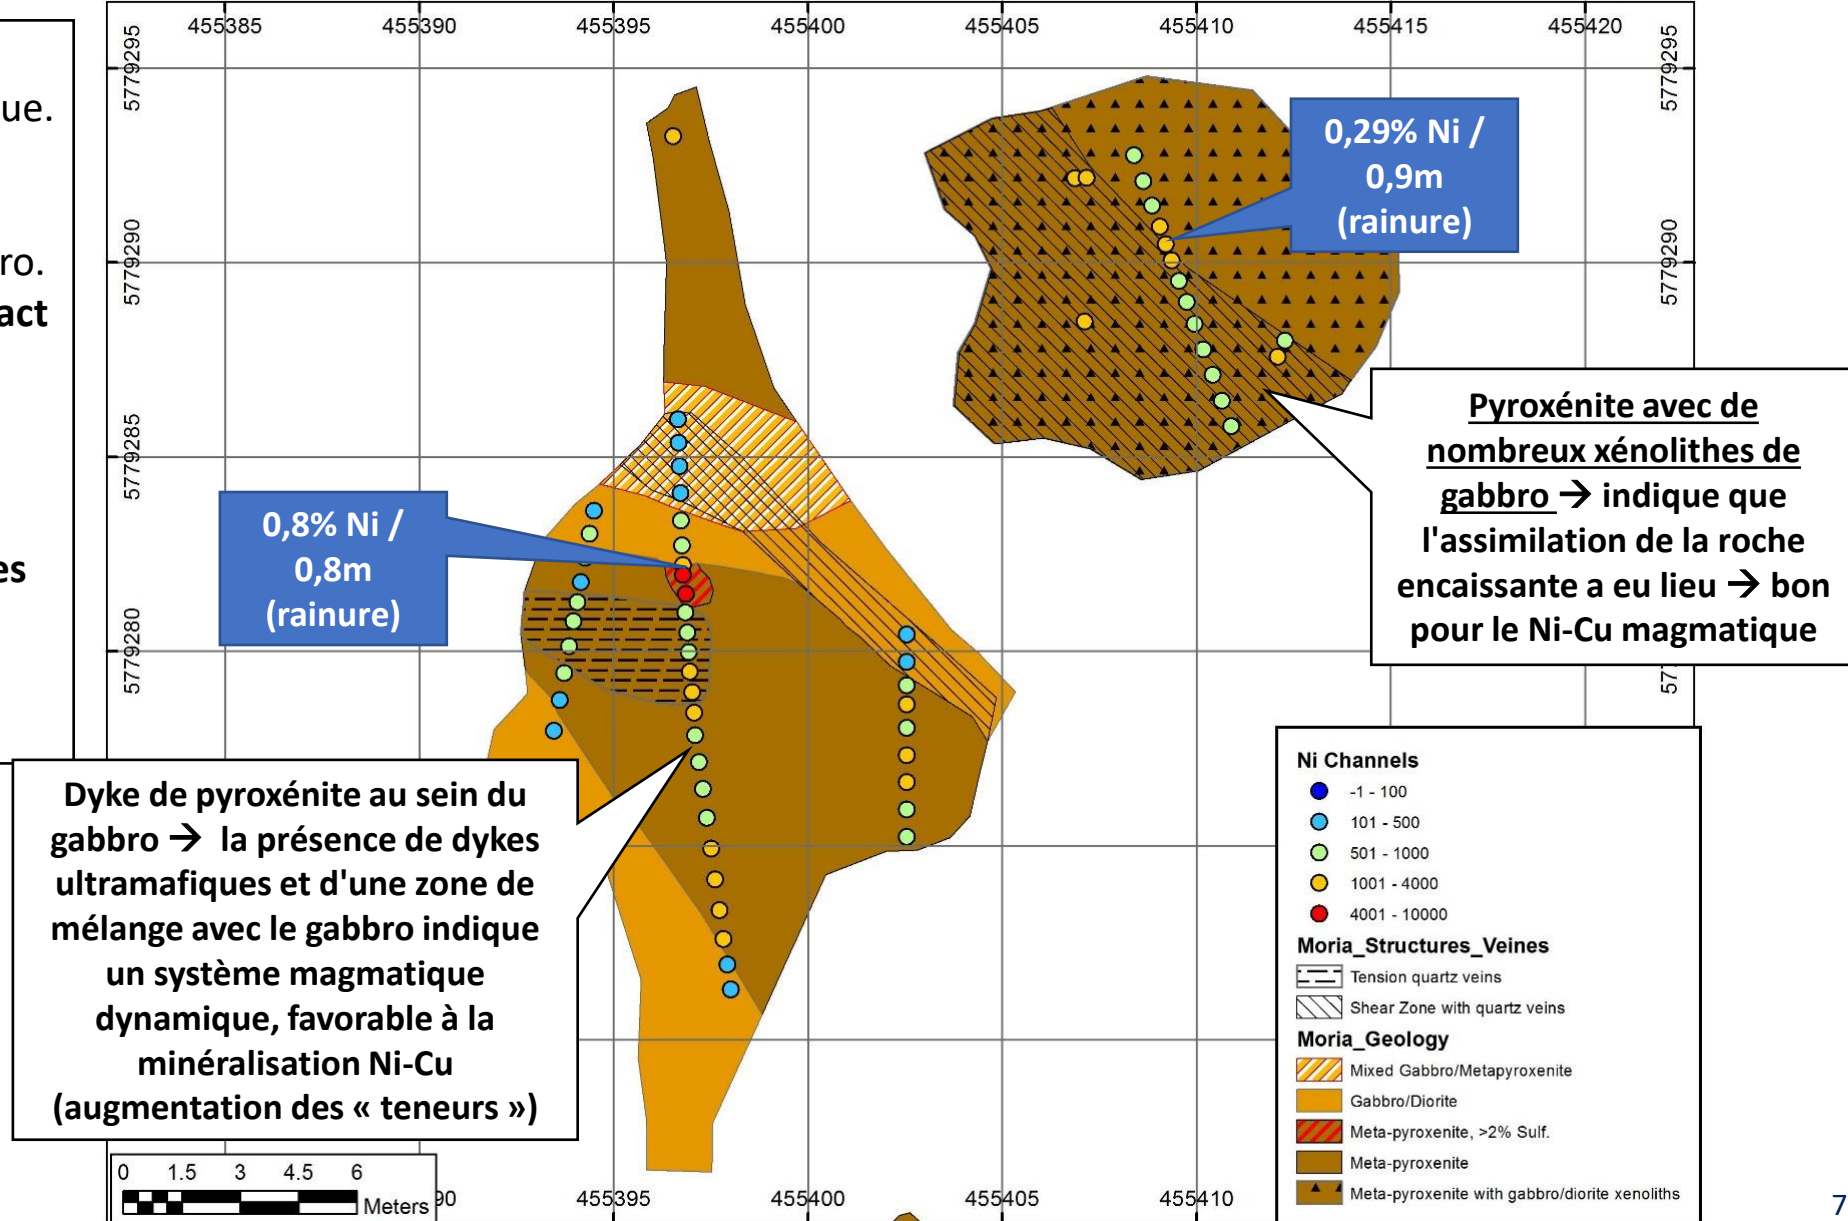 455385 455390 455395 455400 455405 455410 455415 455420
5779295
5779295
ue.
0,29% Ni /
0,9m
(rainure)
ro.
act
5779290
5779290
Pyroxénite avec de
nombreux xénolithes de
gabbro → indique que
l'assimilation de la roche
encaissante a eu lieu → bon
pour le Ni-Cu magmatique
5779285
0,8% Ni /
0,8m
(rainure)
es
5779280
577
Dyke de pyroxénite au sein du
gabbro → la présence de dykes
ultramafiques et d'une zone de
mélange avec le gabbro indique
un système magmatique
dynamique, favorable à la
minéralisation Ni-Cu
(augmentation des « teneurs »)
Ni Channels
-1 - 100
101 - 500
501 - 1000
1001 - 4000
4001 - 10000
Moria_Structures_Veines
Tension quartz veins
Shear Zone with quartz veins
Moria_Geology
Mixed Gabbro/Metapyroxenite
Gabbro/Diorite
Meta-pyroxenite, >2% Sulf.
Meta-pyroxenite
Meta-pyroxenite with gabbro/diorite xenoliths
0 1.5 3 4.5 6
Meters
90 455395 455400 455405 455410
7